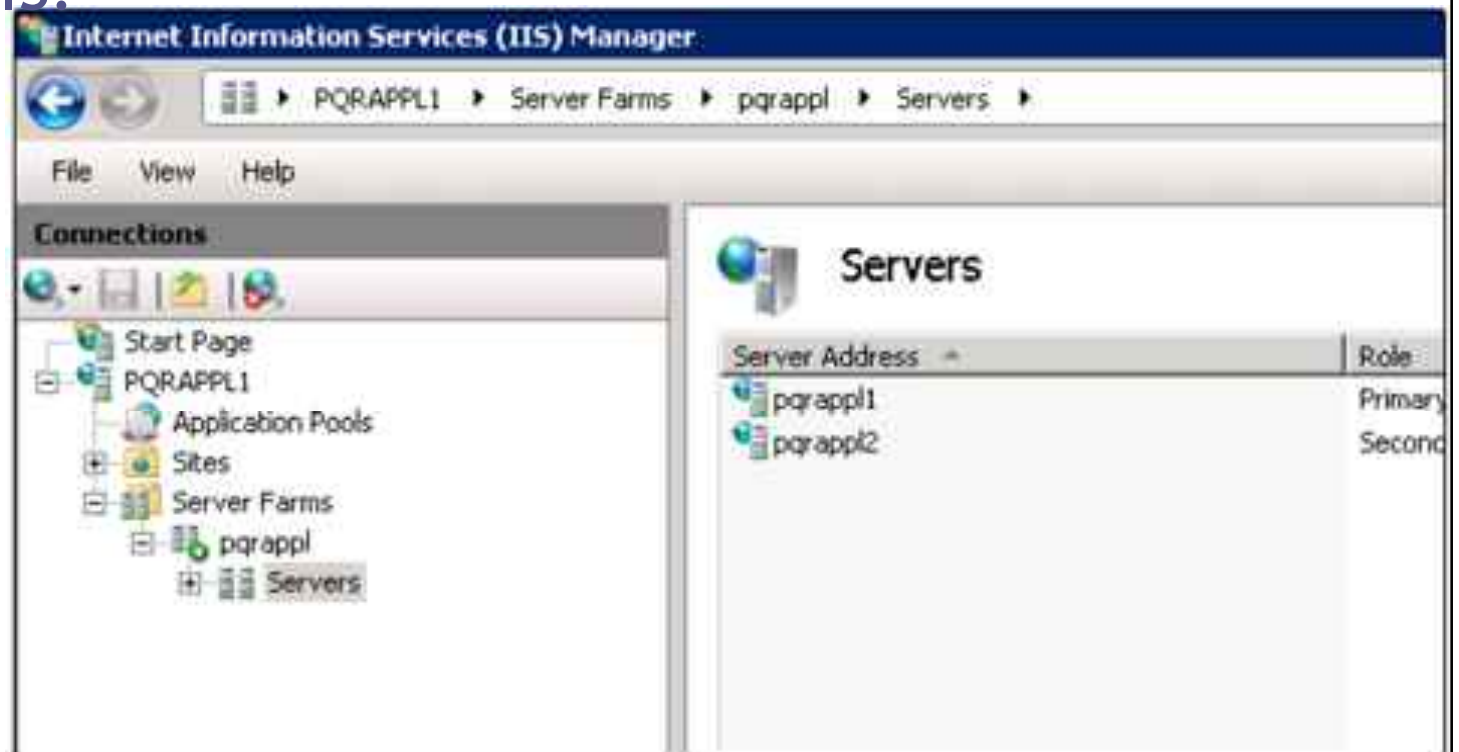 Internet Information Services (IIS) Manager
PQRAPPL1 Server Farms pqrappl Servers
File View Help
Connections
Start Page
PQRAPPL1
Application Pools
Sites
Server Farms
pqrappl
Servers
Servers
Server Address Role
pqrappl1 Primary
pqrappl2 Second